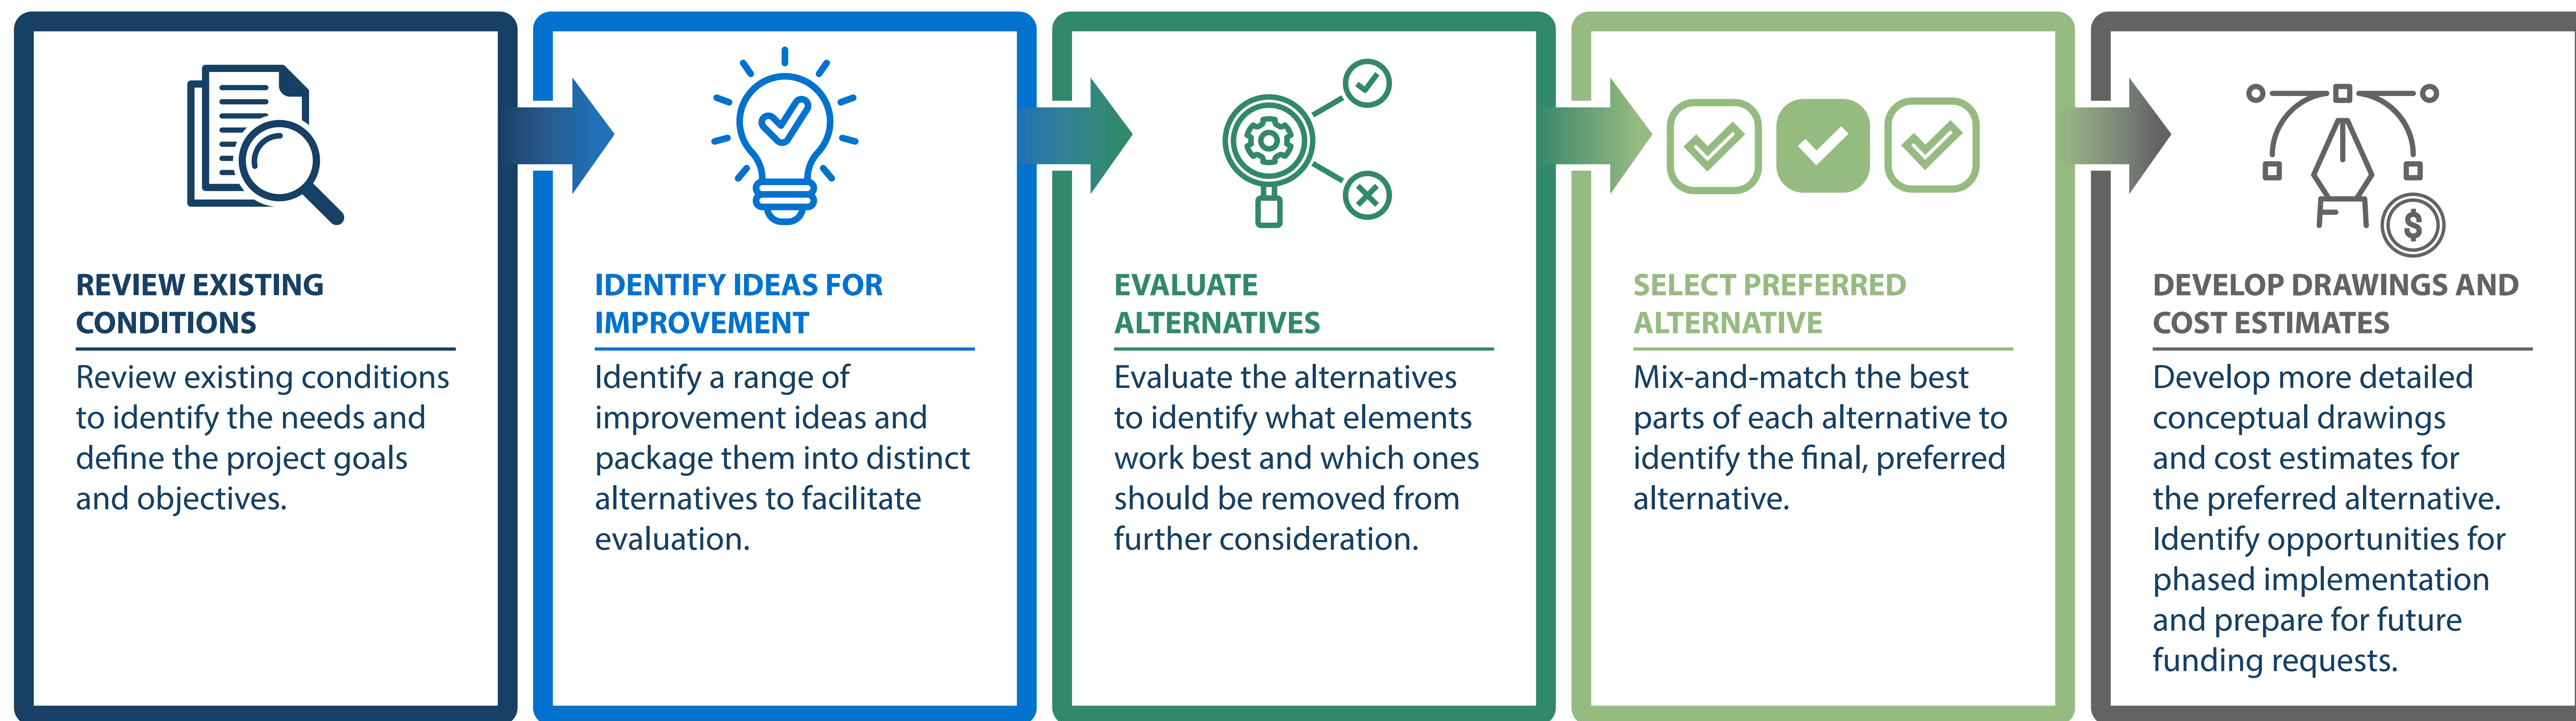 REVIEW EXISTING
CONDITIONS
Review existing conditions
to identify the needs and
define the project goals
and objectives.
IDENTIFY IDEAS FOR
IMPROVEMENT
Identify a range of
improvement ideas and
package them into distinct
alternatives to facilitate
evaluation.
EVALUATE
ALTERNATIVES
Evaluate the alternatives
to identify what elements
work best and which ones
should be removed from
further consideration.
SELECT PREFERRED
ALTERNATIVE
Mix-and-match the best
parts of each alternative to
identify the final, preferred
alternative.
$
DEVELOP DRAWINGS AND
COST ESTIMATES
Develop more detailed
conceptual drawings
and cost estimates for
the preferred alternative.
Identify opportunities for
phased implementation
and prepare for future
funding requests.